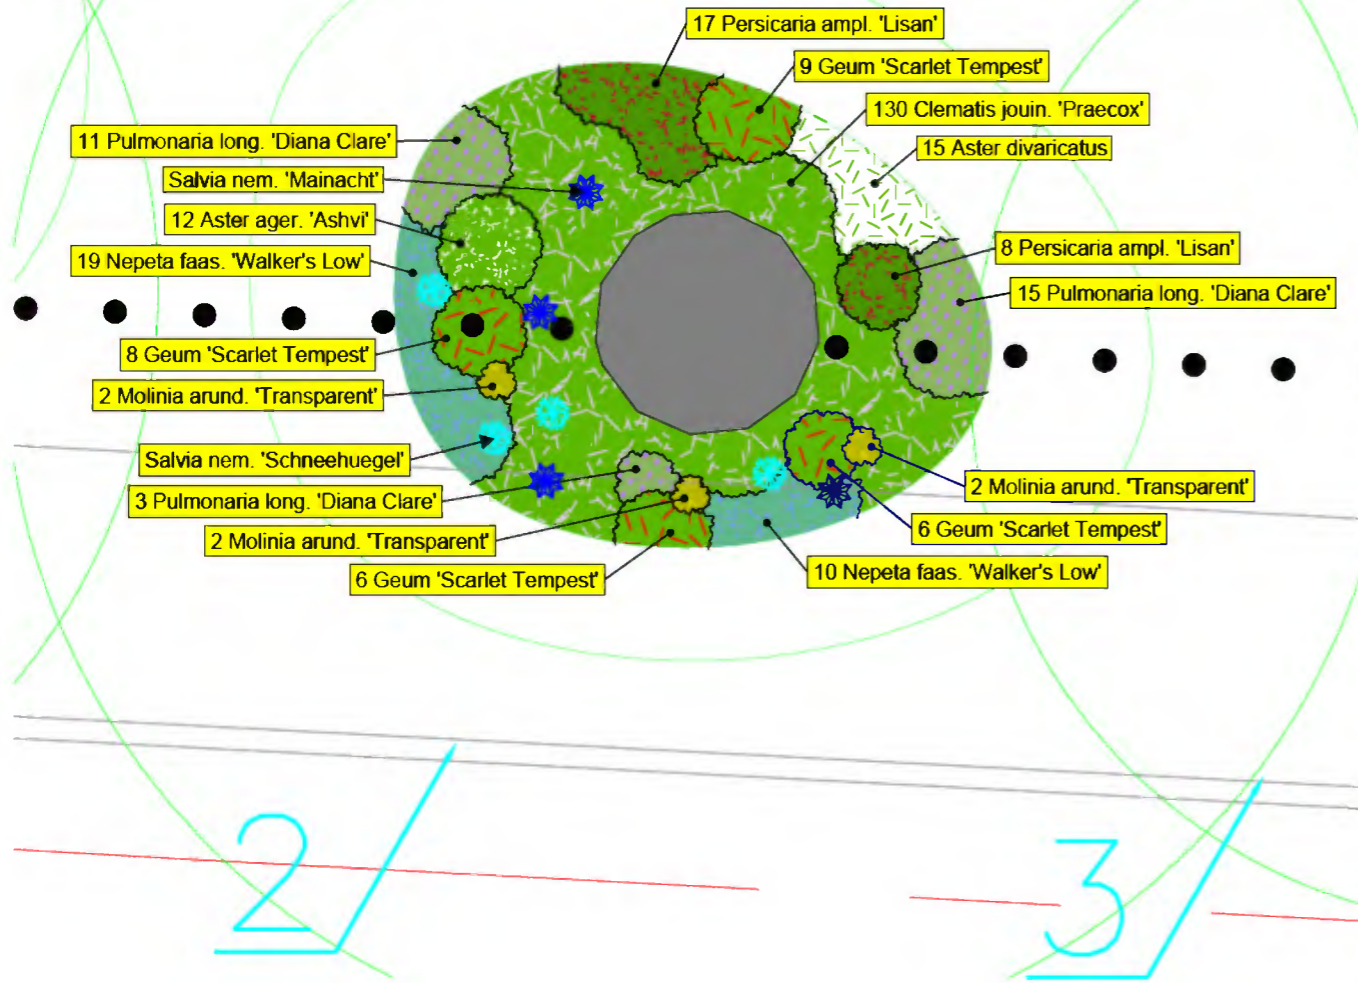 17 Persicaria ampl. 'Lisan'
9 Geum 'Scarlet Tempest'
130 Clematis jouin. 'Praecox'
11 Pulmonaria long. 'Diana Clare'
15 Aster divaricatus
Salvia nem. 'Mainacht'
12 Aster ager. 'Ashvi'
8 Persicaria ampl. 'Lisan'
19 Nepeta faas. 'Walker's Low'
15 Pulmonaria long. 'Diana Clare'
8 Geum 'Scarlet Tempest'
2 Molinia arund. 'Transparent'
Salvia nem. 'Schneehuegel'
2 Molinia arund. 'Transparent'
3 Pulmonaria long. 'Diana Clare'
6 Geum 'Scarlet Tempest'
2 Molinia arund. 'Transparent'
10 Nepeta faas. 'Walker's Low'
6 Geum 'Scarlet Tempest'
2
3